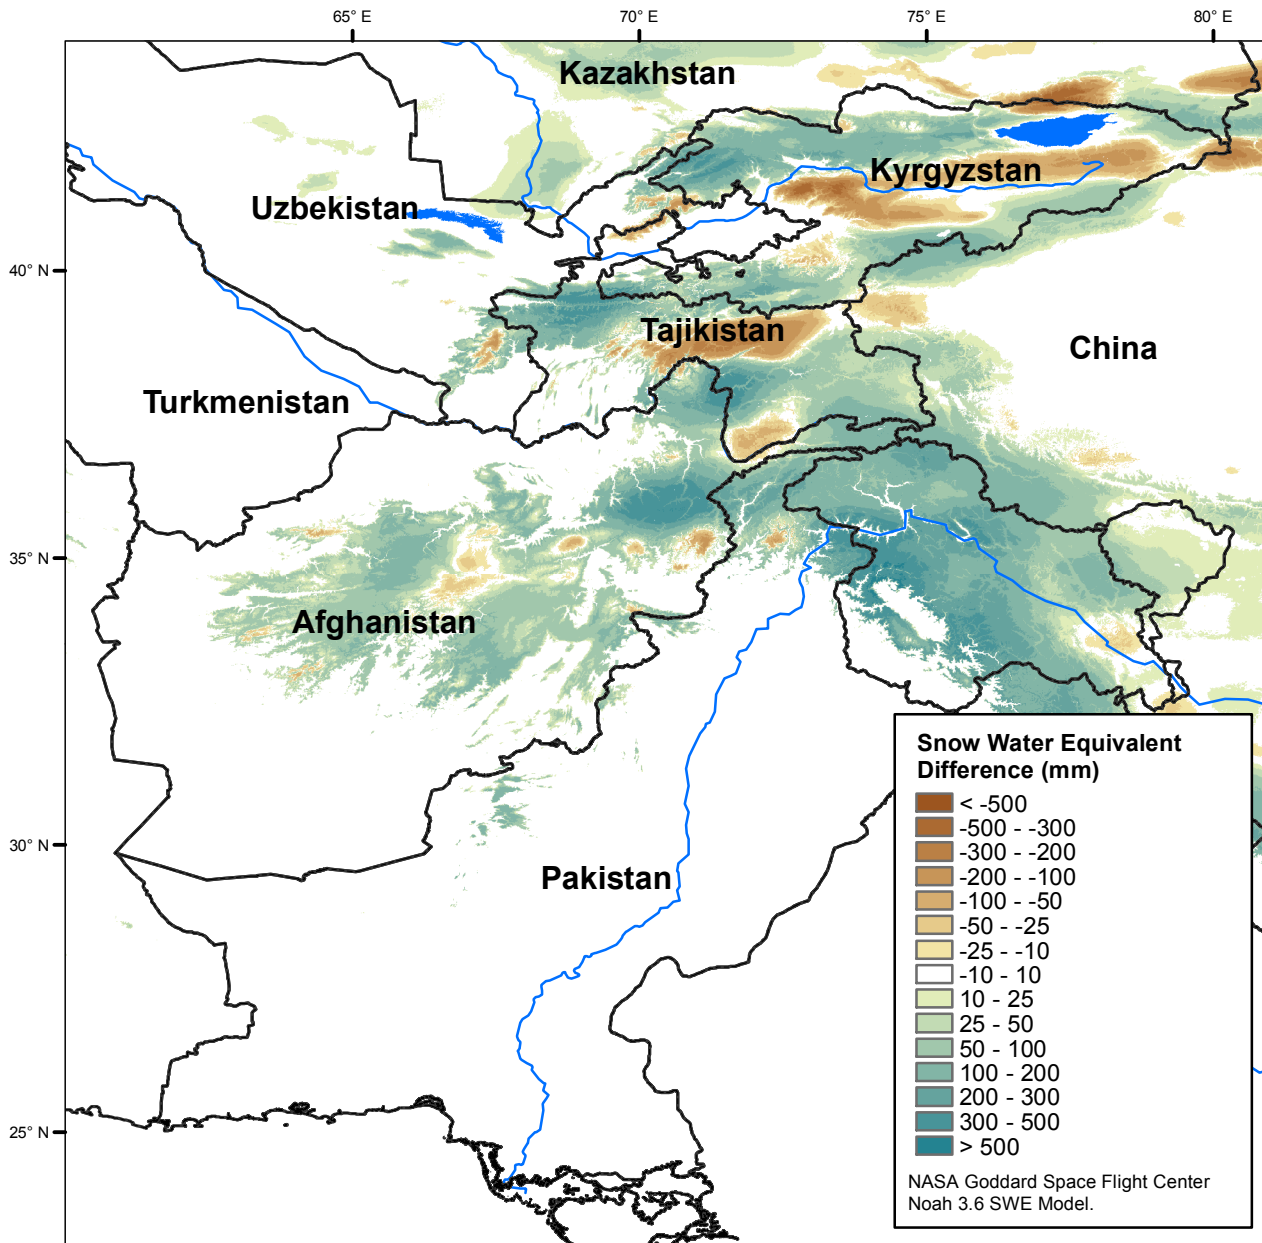 65° E
70° E
75° E
80° E
Kazakhstan
Kyrgyzstan
Uzbekistan
40° N
Tajikistan
China
Turkmenistan
35° N
Afghanistan
30° N
Pakistan
25° N
Snow Water Equivalent
Difference (mm)
< -500
-500 - -300
-300 - -200
-200 - -100
-100 - -50
-50 - -25
-25 - -10
-10 - 10
10 - 25
25 - 50
50 - 100
100 - 200
200 - 300
300 - 500
> 500
NASA Goddard Space Flight Center
Noah 3.6 SWE Model.